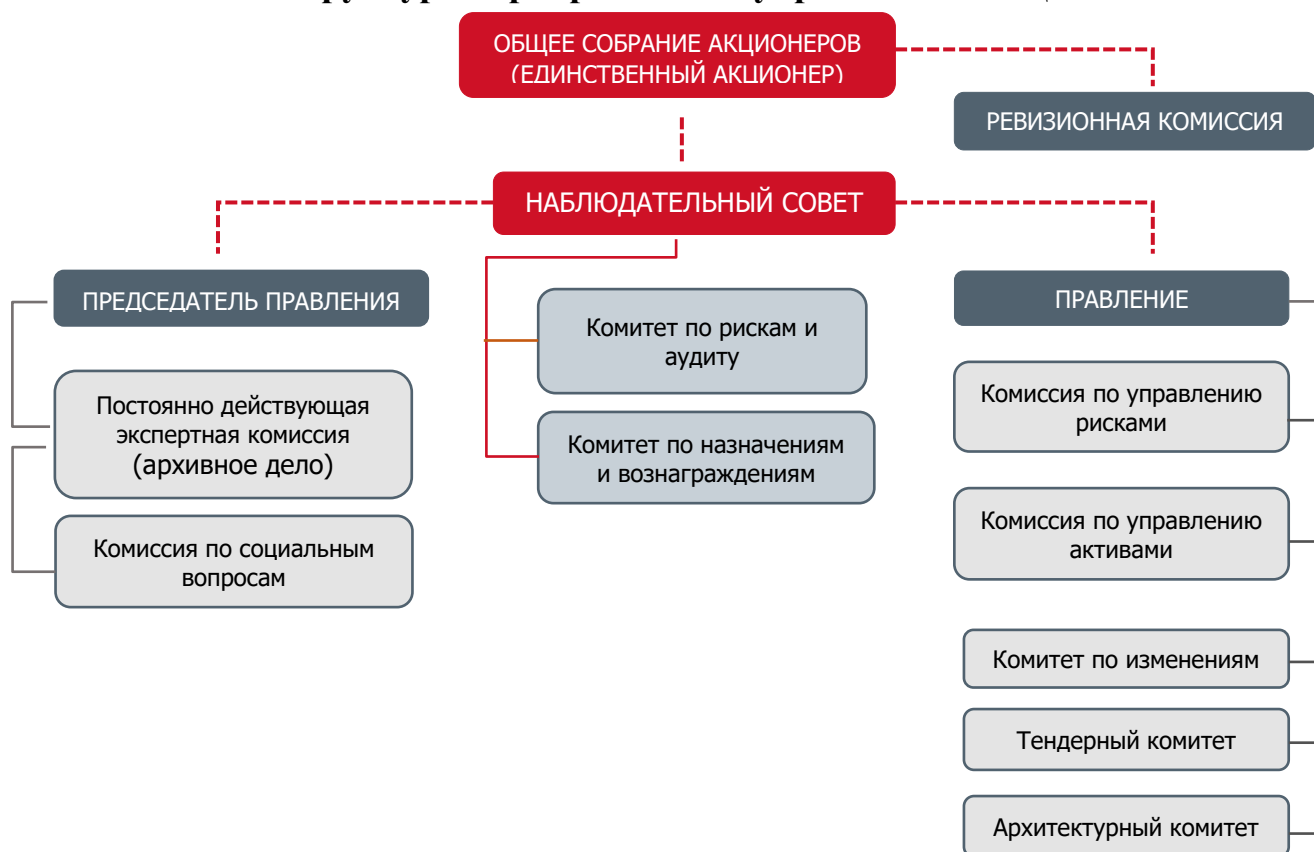 ОБЩЕЕ СОБРАНИЕ АКЦИОНЕРОВ
(ЕДИНСТВЕННЫЙ АКЦИОНЕР)
РЕВИЗИОННАЯ КОМИССИЯ
НАБЛЮДАТЕЛЬНЫЙ СОВЕТ
ПРЕДСЕДАТЕЛЬ ПРАВЛЕНИЯ
Постоянно действующая
экспертная комиссия
(архивное дело)
Комиссия по социальным
вопросам
Комитет по рискам и
аудиту
Комитет по назначениям
и вознаграждениям
ПРАВЛЕНИЕ
Комиссия по управлению
рисками
Комиссия по управлению
активами
Комитет по изменениям
Тендерный комитет
Архитектурный комитет